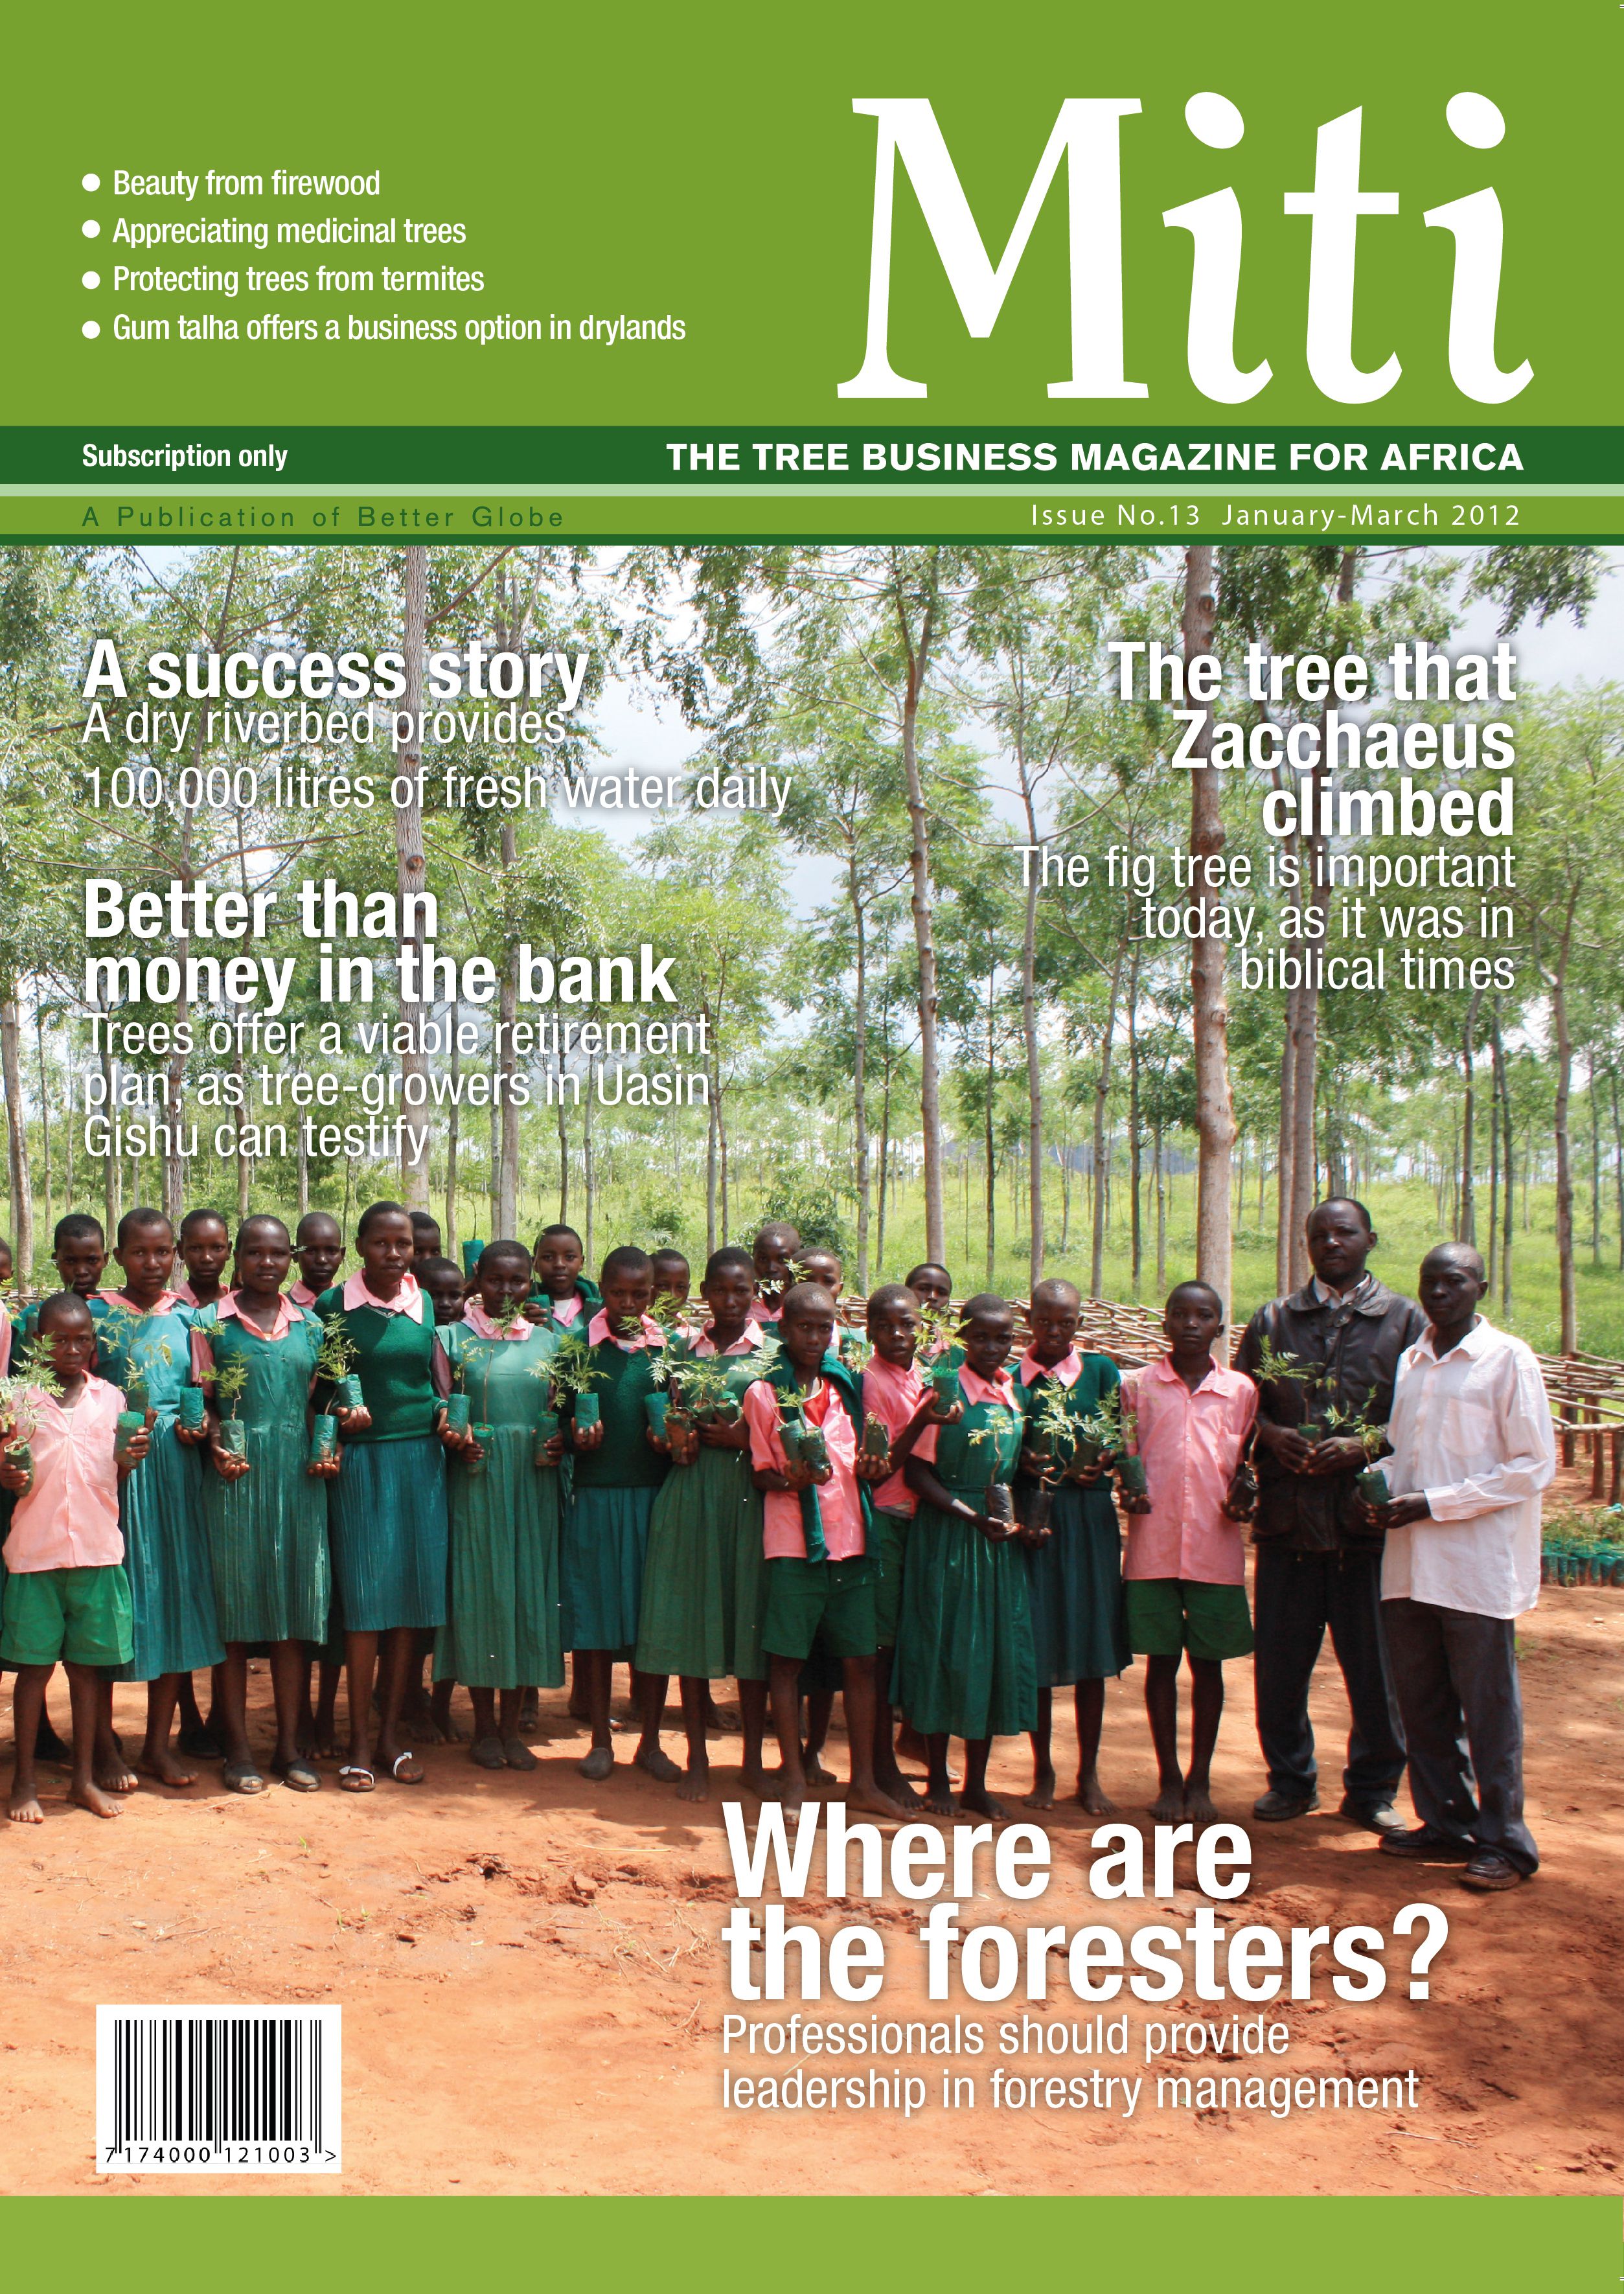 Miti
Beauty from firewood
Appreciating medicinal trees
Protecting trees from termites
Gum talha offers a business option in drylands
Subscription only
THE TREE BUSINESS MAGAZINE FOR AFRICA
A Publication of Better Globe
Issue No.13 January-March 2012
A success story
A dry riverbed provides
100,000 litres of fresh water daily
Better than
money in the bank
Trees offer a viable retirement
plan, as tree-growers in Uasin
Gishu can testify
The tree that
Zacchaeus
climbed
The fig tree is important
today, as it was in
biblical times
Where are
the foresters?
Professionals should provide
leadership in forestry management
7 174000 121003 >